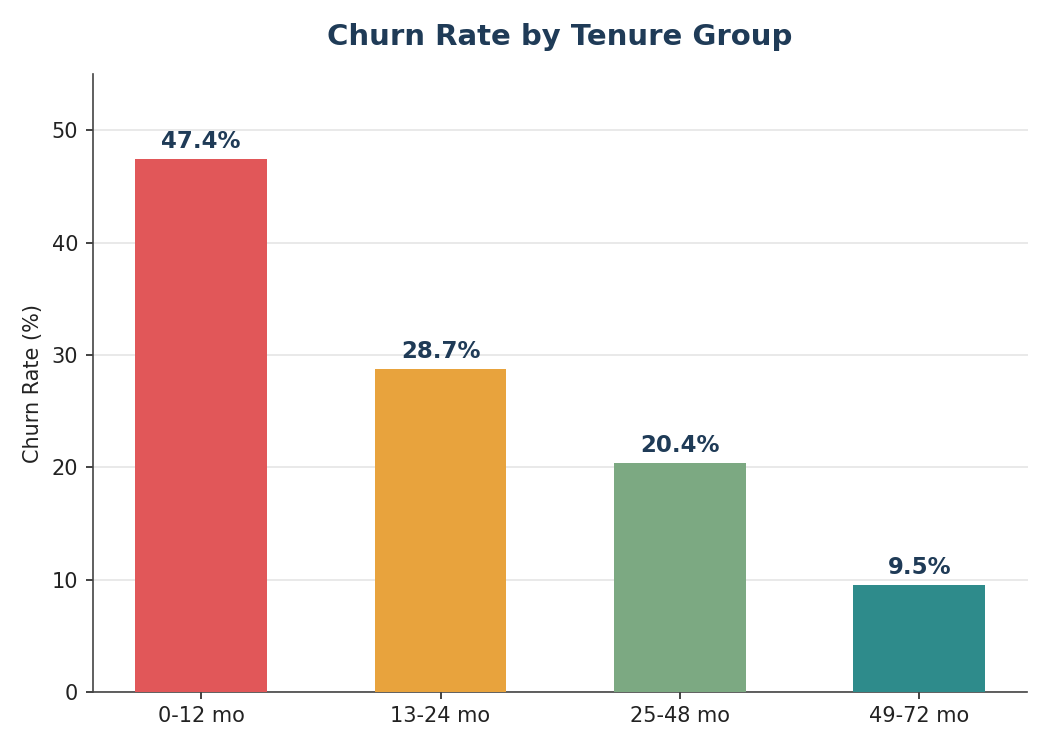 Churn Rate by Tenure Group
Churn Rate (%)
50
40
30
20
10
0
47.4%
28.7%
20.4%
9.5%
0-12 mo
13-24 mo
25-48 mo
49-72 mo